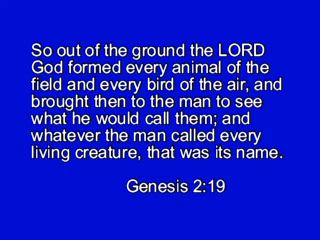 So out of the ground the LORD
God formed every animal of the
field and every bird of the air, and
brought then to the man to see
what he would call them; and
whatever the man called every
living creature, that was its name.
Genesis 2:19